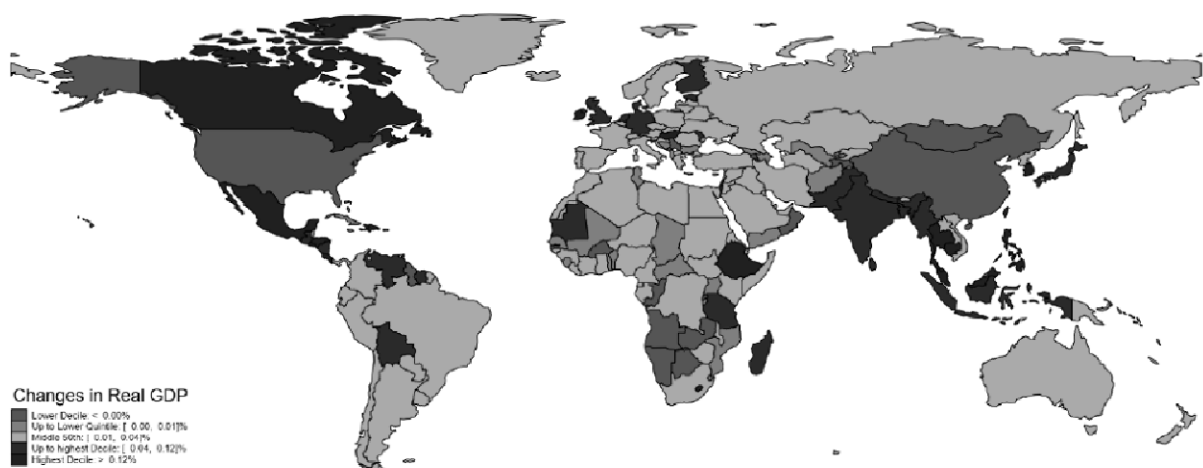 Changes in Real GDP
Lower Decile: < 0.00%
Up to Lower Quintile: [ 0.00, 0.01]%
Middle 50th: [ 0.01, 0.04]%
Up to highest Decile: [ 0.04, 0.12]%
Highest Decile: > 0.12%